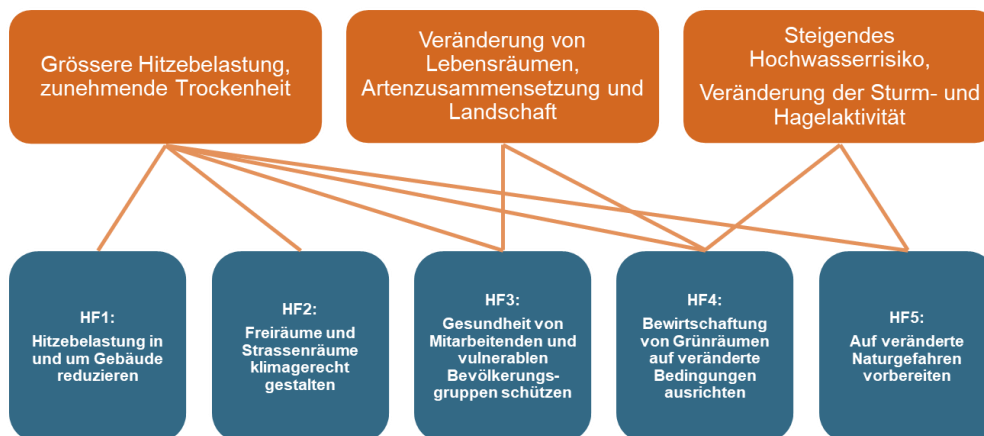 Grössere Hitzebelastung,
zunehmende Trockenheit
Veränderung von
Lebensräumen,
Artenzusammensetzung und
Landschaft
Steigendes
Hochwasserrisiko,
Veränderung der Sturm- und
Hagelaktivität
HF1:
Hitzebelastung in
und um Gebäude
reduzieren
HF2:
Freiräume und
Strassenräume
klimagerecht
gestalten
HF3:
Gesundheit von
Mitarbeitenden und
vulnerablen
Bevölkerungs-
gruppen schützen
HF4:
Bewirtschaftung
von Grünräumen
auf veränderte
Bedingungen
ausrichten
HF5:
Auf veränderte
Naturgefahren
vorbereiten